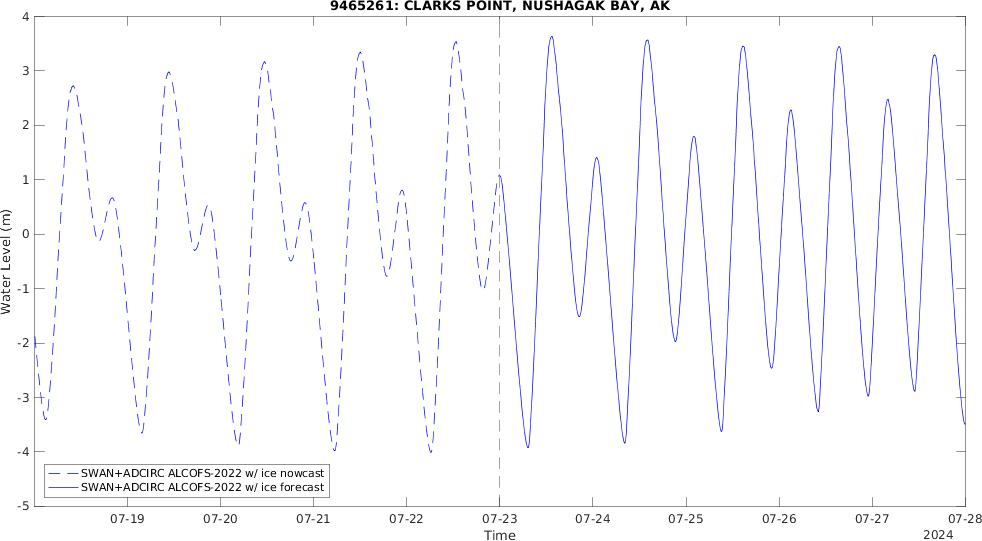 9465261: CLARKS POINT, NUSHAGAK BAY, AK
4
3
2
1
0
-1
-2
-3
-4
-5
Water Level (m)
SWAN+ADCIRC ALCOFS-2022 w/ ice nowcast
SWAN+ADCIRC ALCOFS-2022 w/ ice forecast
07-19 07-20 07-21 07-22 07-23 07-24 07-25 07-26 07-27 07-28
Time
2024